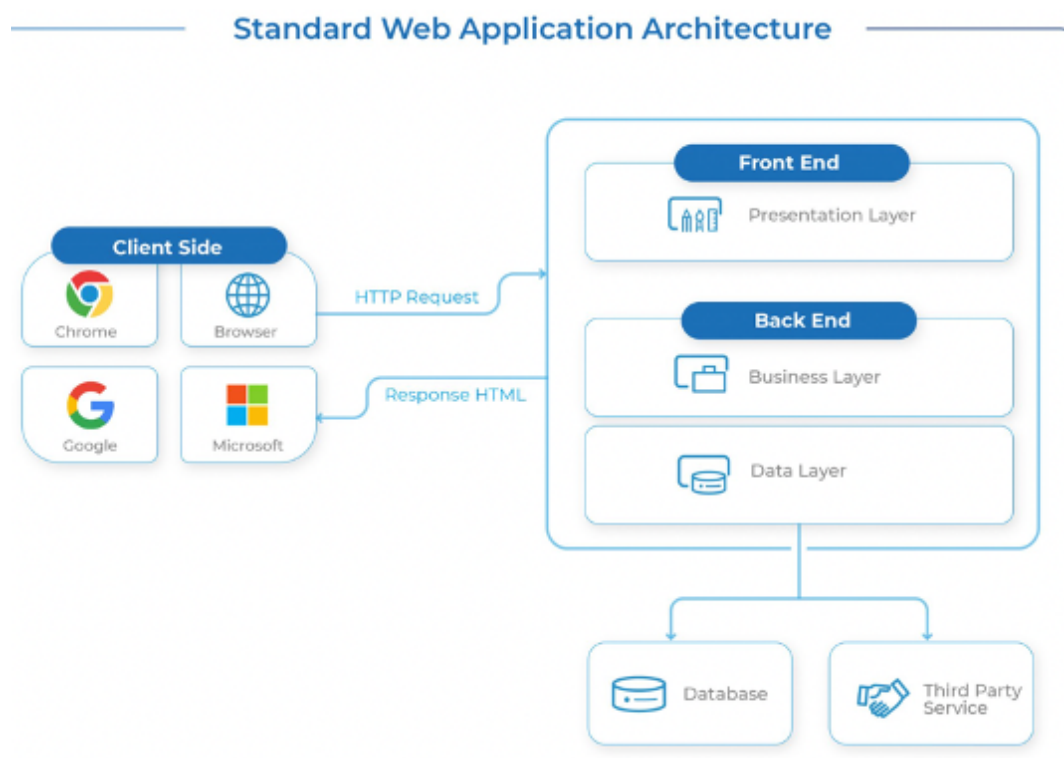 Standard Web Application Architecture
Client Side
Chrome
Browser
Google
Microsoft
HTTP Request
Response HTML
Front End
Presentation Layer
Back End
Business Layer
Data Layer
Database
Third Party
Service